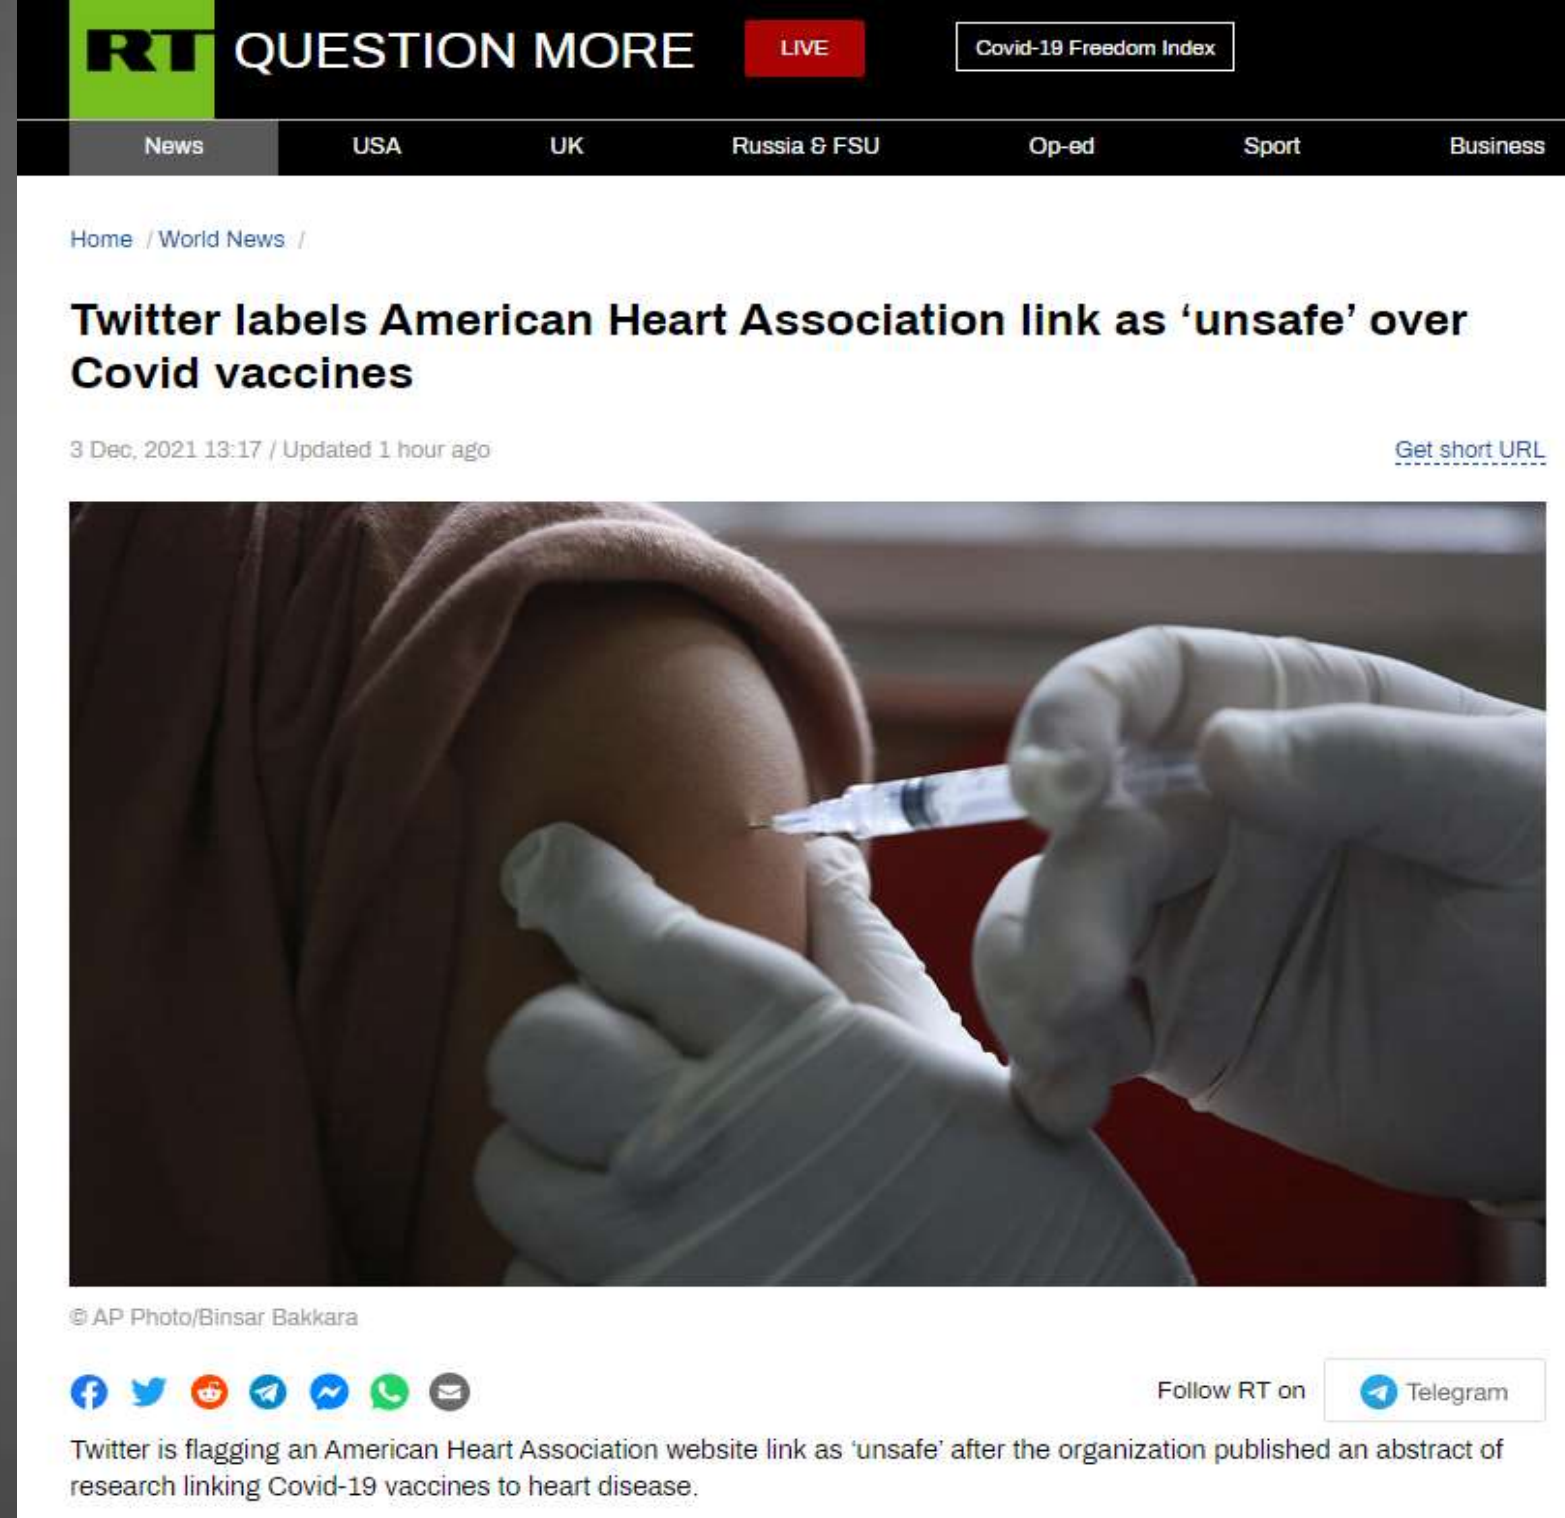 RT QUESTION MORE LIVE Covid-19 Freedom Index
News USA UK Russia & FSU Op-ed Sport Business
Home / World News /
Twitter labels American Heart Association link as ‘unsafe’ over
Covid vaccines
3 Dec, 2021 13:17 / Updated 1 hour ago Get short URL
© AP Photo/Binsar Bakkara
Follow RT on Telegram
Twitter is flagging an American Heart Association website link as ‘unsafe’ after the organization published an abstract of
research linking Covid-19 vaccines to heart disease.